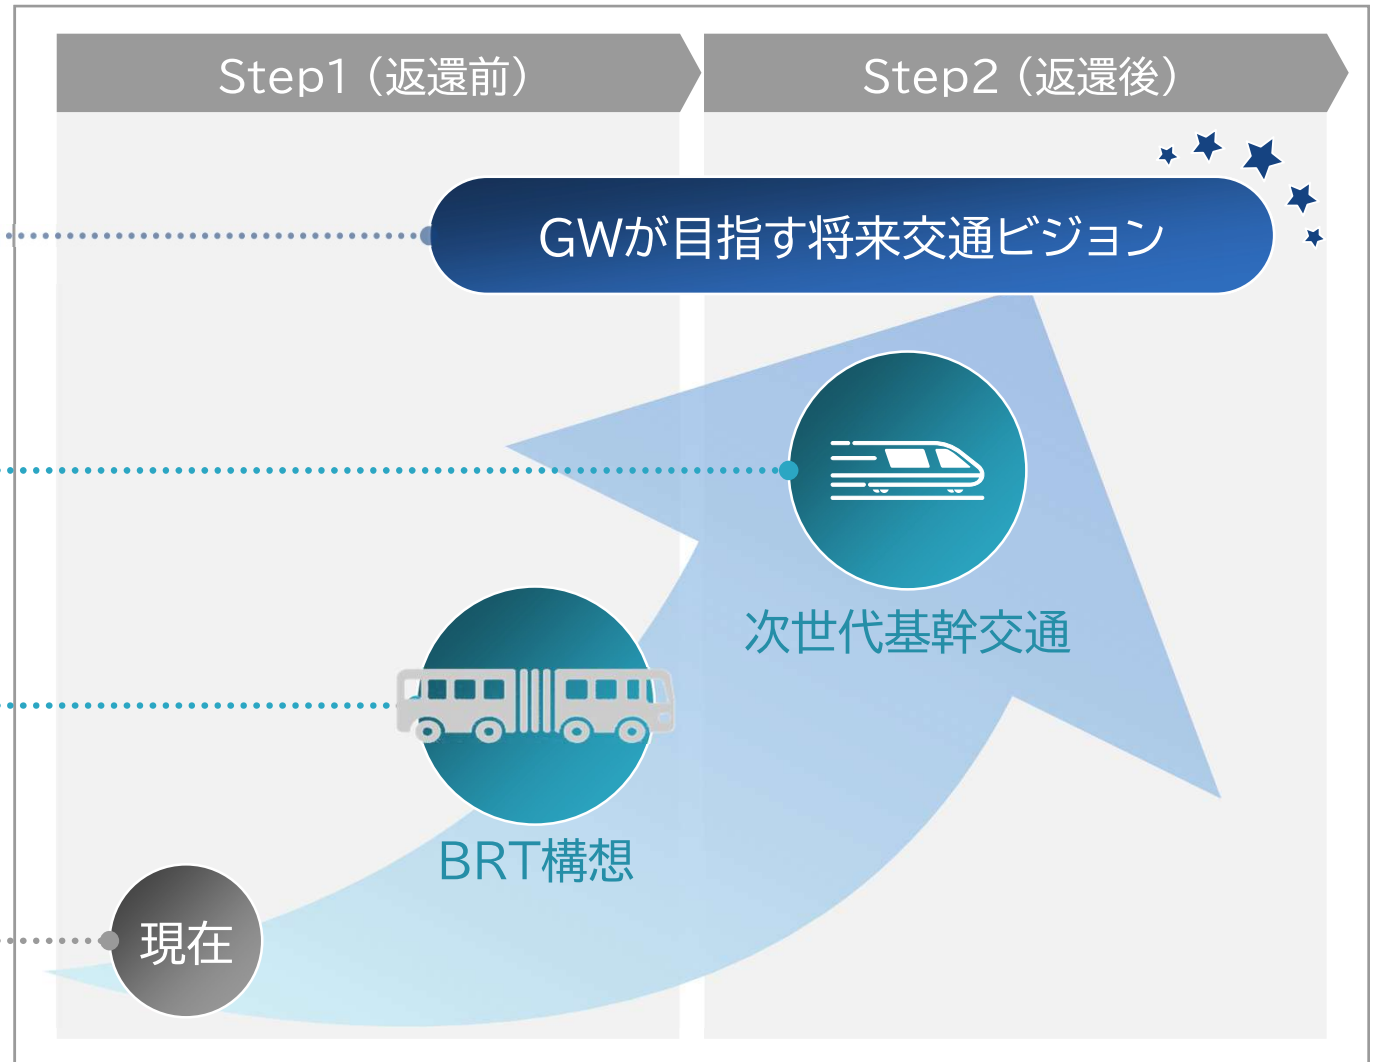 Step1（返還前）
Step2（返還後）
GWが目指す将来交通ビジョン
次世代基幹交通
BRT構想
現在